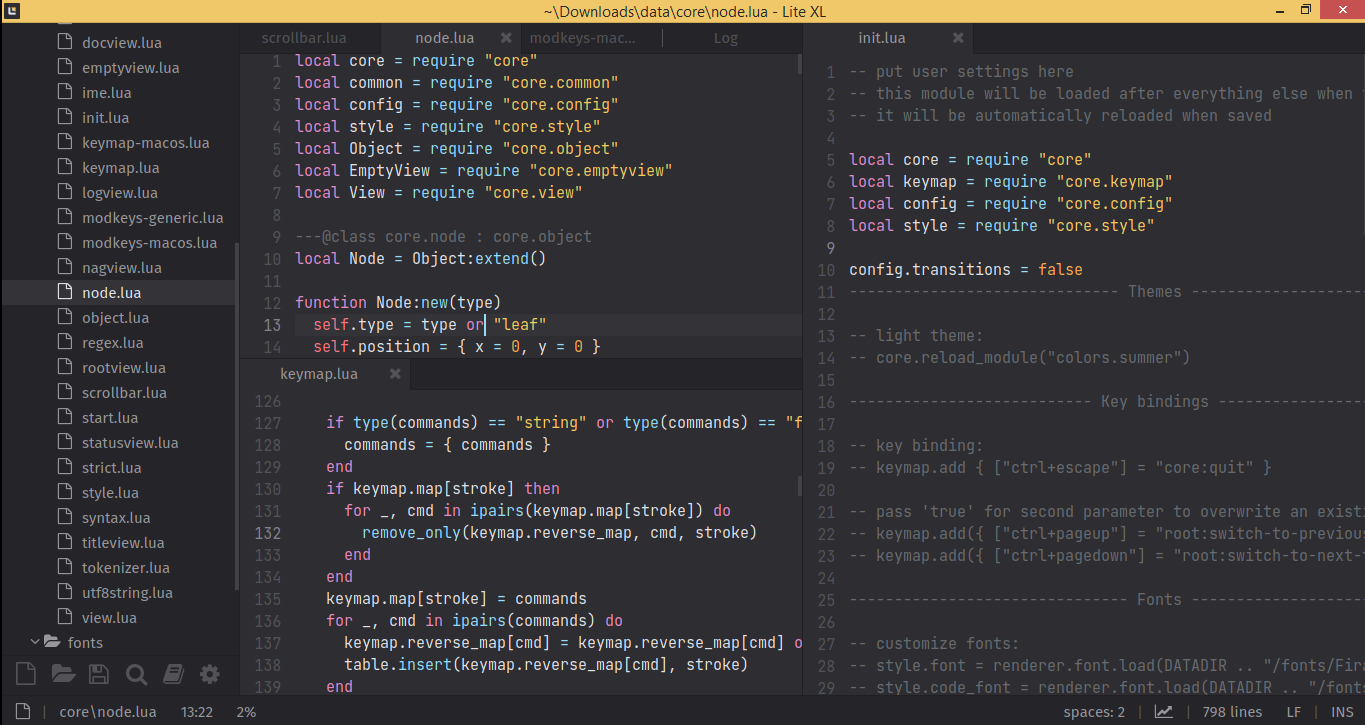 ~\Downloads\data\core\node.lua - Lite XL
docview.lua
emptyview.lua
ime.lua
init.lua
keymap-macos.lua
keymap.lua
logview.lua
modkeys-generic.lua
modkeys-macos.lua
nagview.lua
node.lua
object.lua
regex.lua
rootview.lua
scrollbar.lua
start.lua
statusview.lua
strict.lua
style.lua
syntax.lua
titleview.lua
tokenizer.lua
utf8string.lua
view.lua
fonts
scrollbar.lua node.lua modkeys-mac... Log
1 local core = require "core"
2 local common = require "core.common"
3 local config = require "core.config"
4 local style = require "core.style"
5 local Object = require "core.object"
6 local EmptyView = require "core.emptyview"
7 local View = require "core.view"
8
9 ---@class core.node : core.object
10 local Node = Object:extend()
11
12 function Node:new(type)
13 self.type = type or "leaf"
14 self.position = { x = 0, y = 0 }
keymap.lua
126
127 if type(commands) == "string" or type(commands) == "f
128 commands = { commands }
129 end
130 if keymap.map[stroke] then
131 for _, cmd in ipairs(keymap.map[stroke]) do
132 remove_only(keymap.reverse_map, cmd, stroke)
133 end
134 end
135 keymap.map[stroke] = commands
136 for _, cmd in ipairs(commands) do
137 keymap.reverse_map[cmd] = keymap.reverse_map[cmd] o
138 table.insert(keymap.reverse_map[cmd], stroke)
139 end
init.lua
1 -- put user settings here
2 -- this module will be loaded after everything else when
3 -- it will be automatically reloaded when saved
4
5 local core = require "core"
6 local keymap = require "core.keymap"
7 local config = require "core.config"
8 local style = require "core.style"
9
10 config.transitions = false
11 ------------------------------ Themes -------------------
12
13 -- light theme:
14 -- core.reload_module("colors.summer")
15
16 --------------------------- Key bindings ----------------
17
18 -- key binding:
19 -- keymap.add { ["ctrl+escape"] = "core:quit" }
20
21 -- pass 'true' for second parameter to overwrite an existi
22 -- keymap.add({ ["ctrl+pageup"] = "root:switch-to-previous
23 -- keymap.add({ ["ctrl+pagedown"] = "root:switch-to-next-
24
25 ------------------------------- Fonts -------------------
26
27 -- customize fonts:
28 -- style.font = renderer.font.load(DATADIR .. "/fonts/Fira
29 -- style.code_font = renderer.font.load(DATADIR .. "/fonts
core\node.lua 13:22 2% spaces: 2 798 lines LF INS